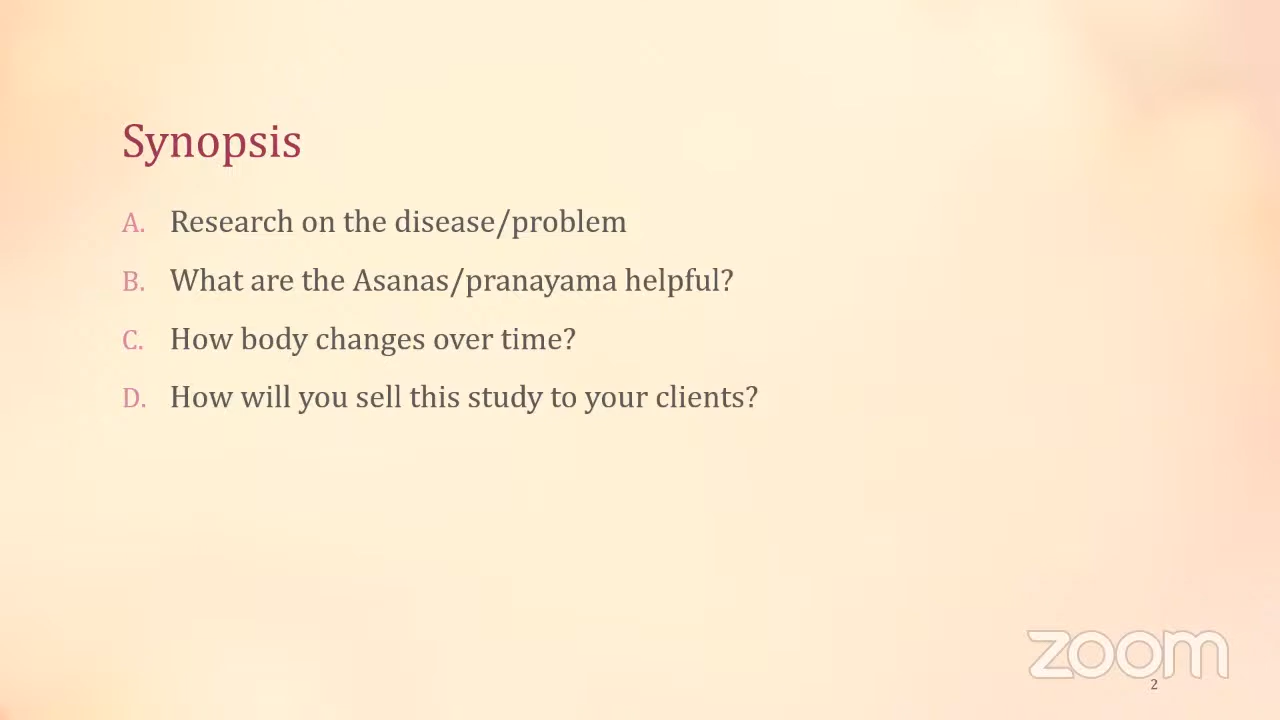 Synopsis
A. Research on the disease/problem
B. What are the Asanas/pranayama helpful?
C. How body changes over time?
D. How will you sell this study to your clients?
zoom
2